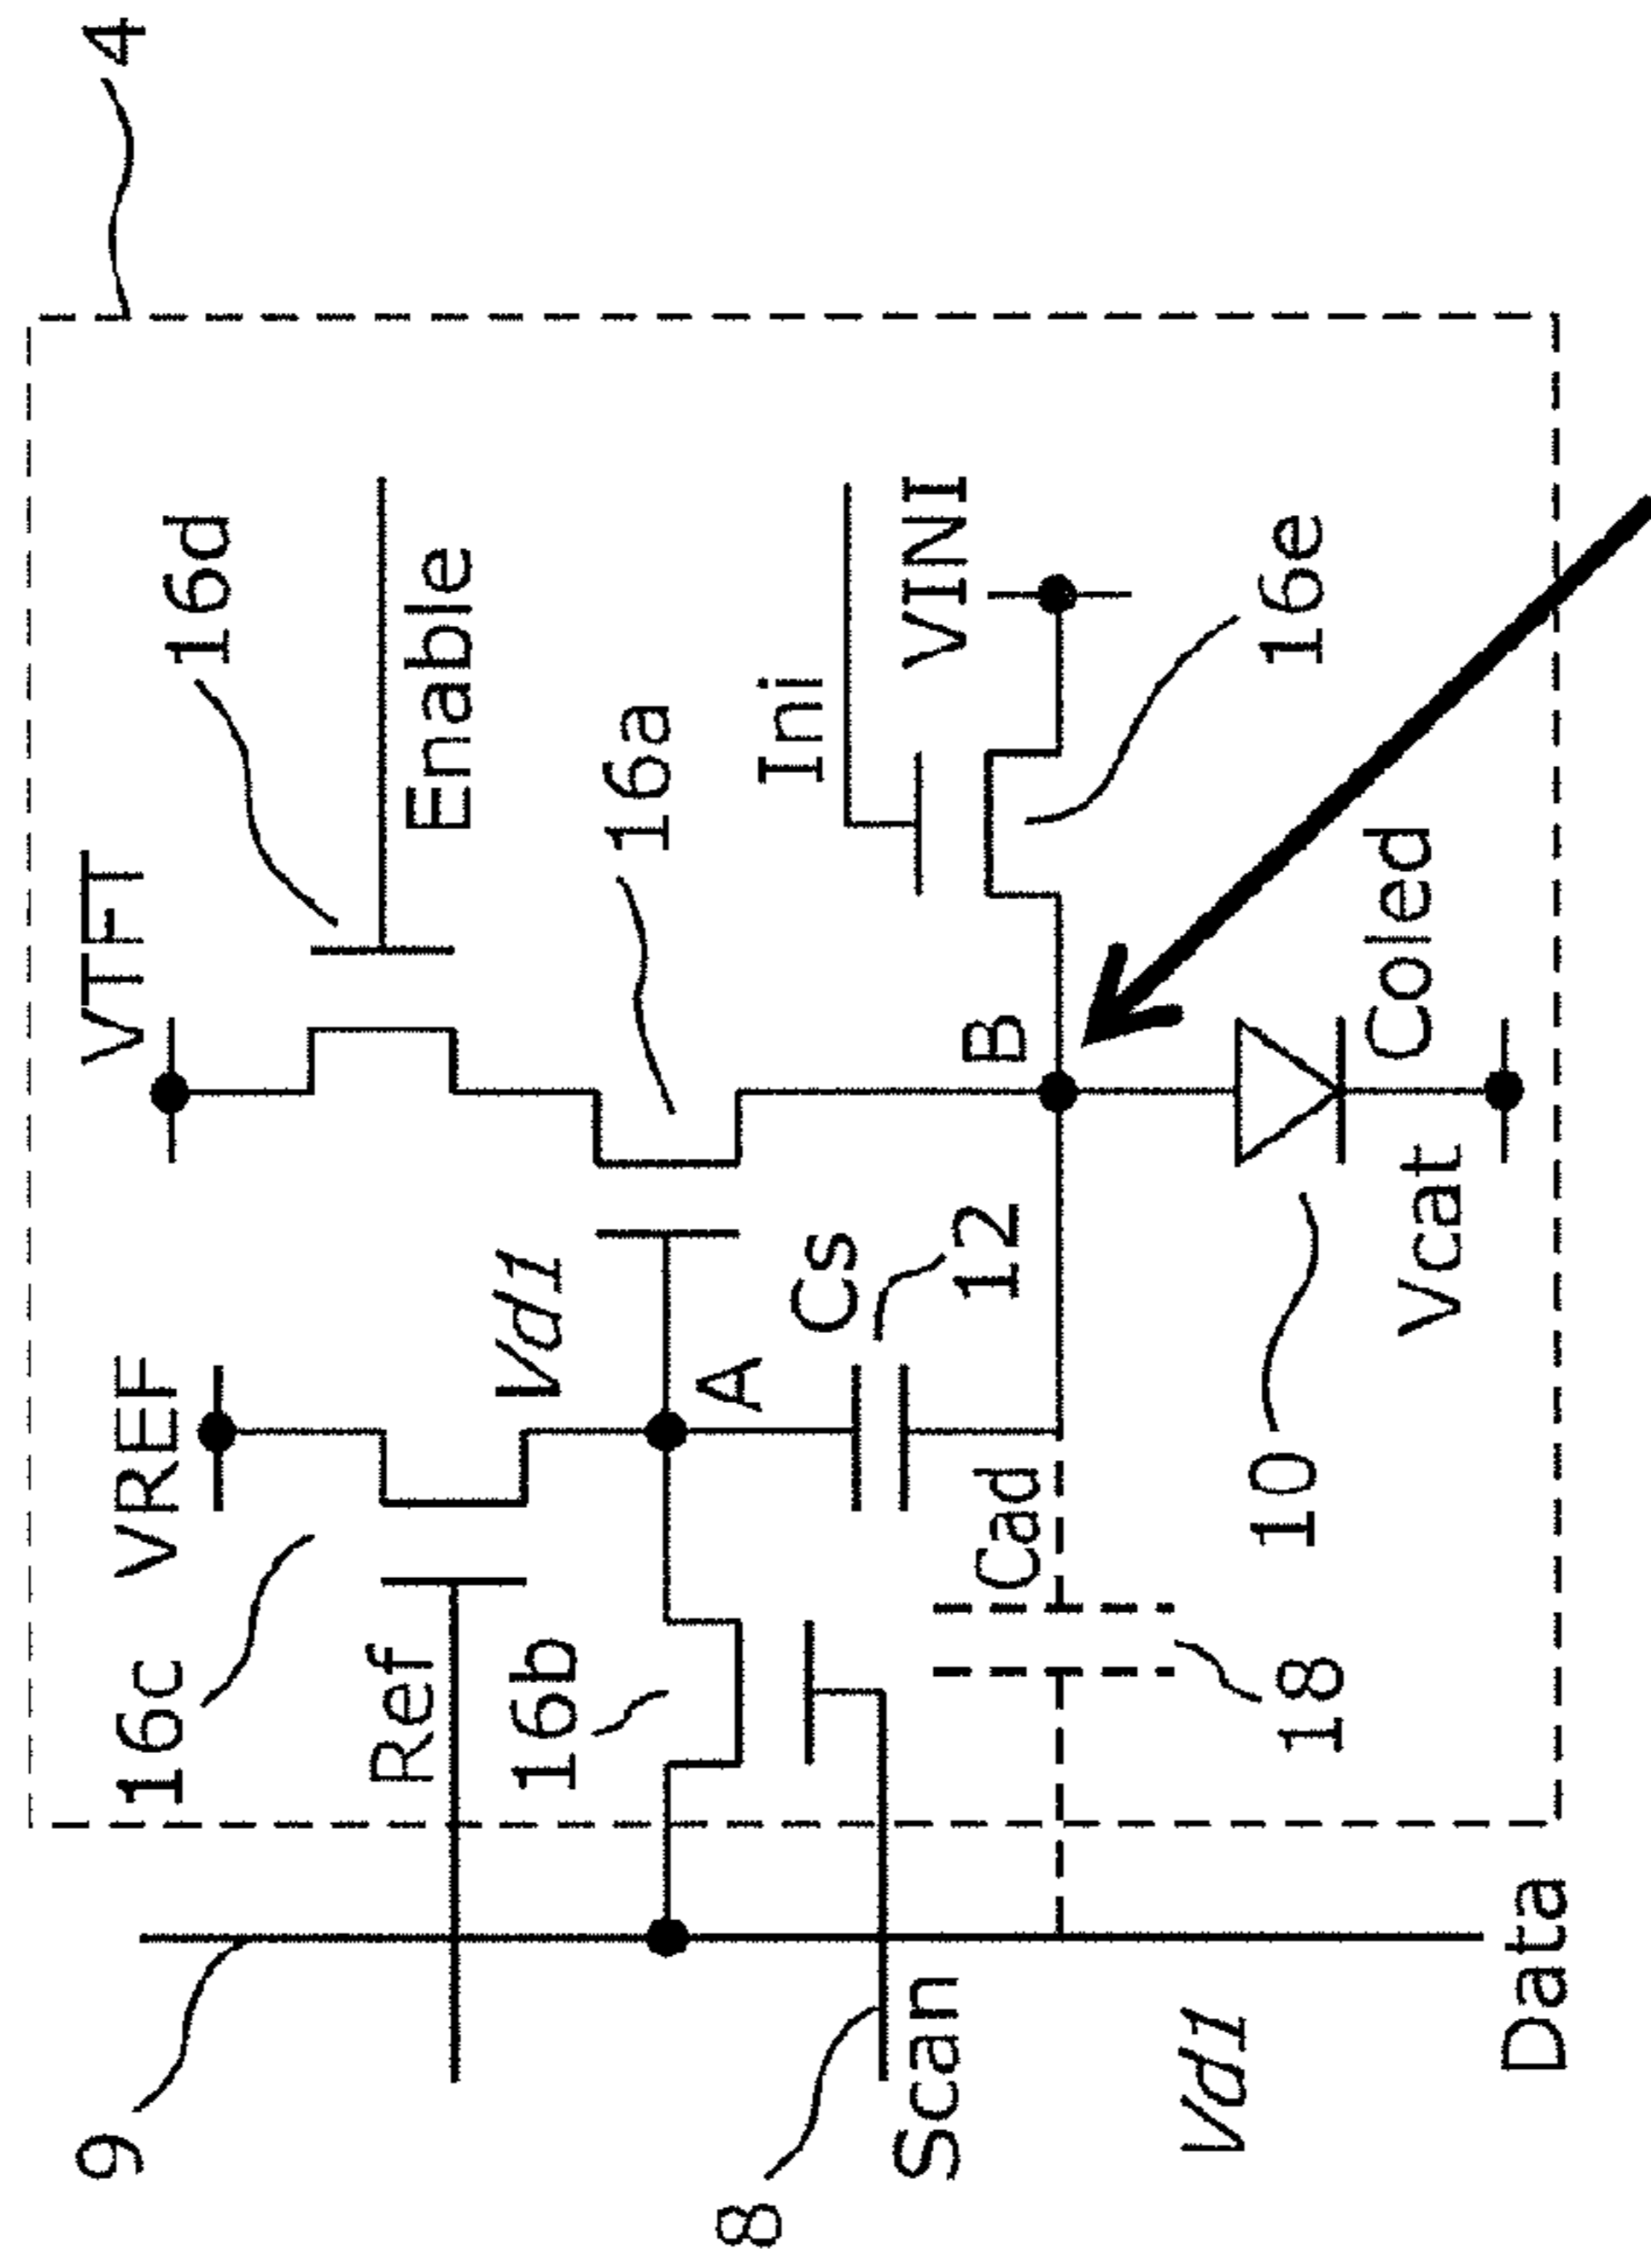 9
VREF
VTFT
4
16c
16d
Ref
Enable
16b
Vd1
16a
A
8
Ini
Cs
Scan
VINI
12
B
Cad
Vd1
18
10
16e
Coled
Vcat
Data